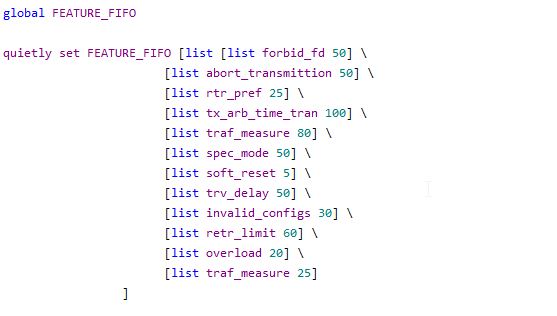 global FEATURE_FIFO
quietly set FEATURE_FIFO [list [list forbid_fd 50] \
[list abort_transmittion 50] \
[list rtr_pref 25] \
[list tx_arb_time_tran 100] \
[list traf_measure 80] \
[list spec_mode 50] \
[list soft_reset 5] \
[list trv_delay 50] \
[list invalid_configs 30] \
[list retr_limit 60] \
[list overload 20] \
[list traf_measure 25]
]